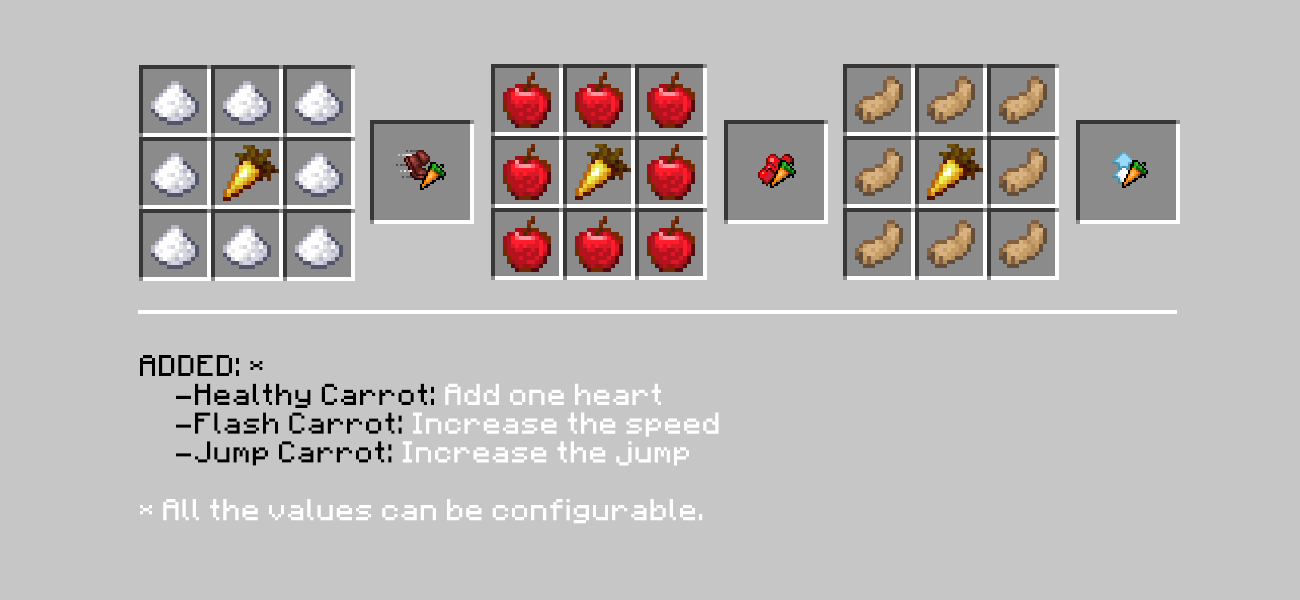 ADDED: *
-Healthy Carrot: Add one heart
-Flash Carrot: Increase the speed
-Jump Carrot: Increase the jump
* All the values can be configurable.